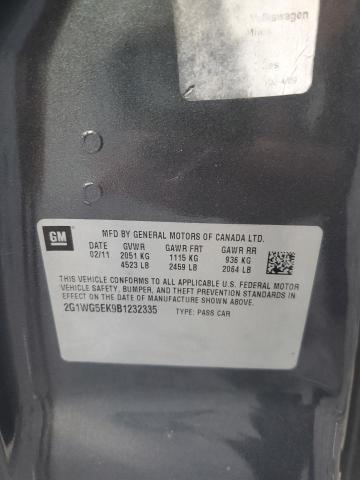 Volkswagen
GM
MFD BY GENERAL MOTORS OF CANADA LTD.
DATE GVWR GAWR FRT GAWR RR
02/11 2051 KG 1115 KG 936 KG
4523 LB 2459 LB 2064 LB
THIS VEHICLE CONFORMS TO ALL APPLICABLE U.S. FEDERAL MOTOR
VEHICLE SAFETY, BUMPER, AND THEFT PREVENTION STANDARDS
IN EFFECT ON THE DATE OF MANUFACTURE SHOWN ABOVE.
2G1WG5EK9B1232335 TYPE: PASS CAR